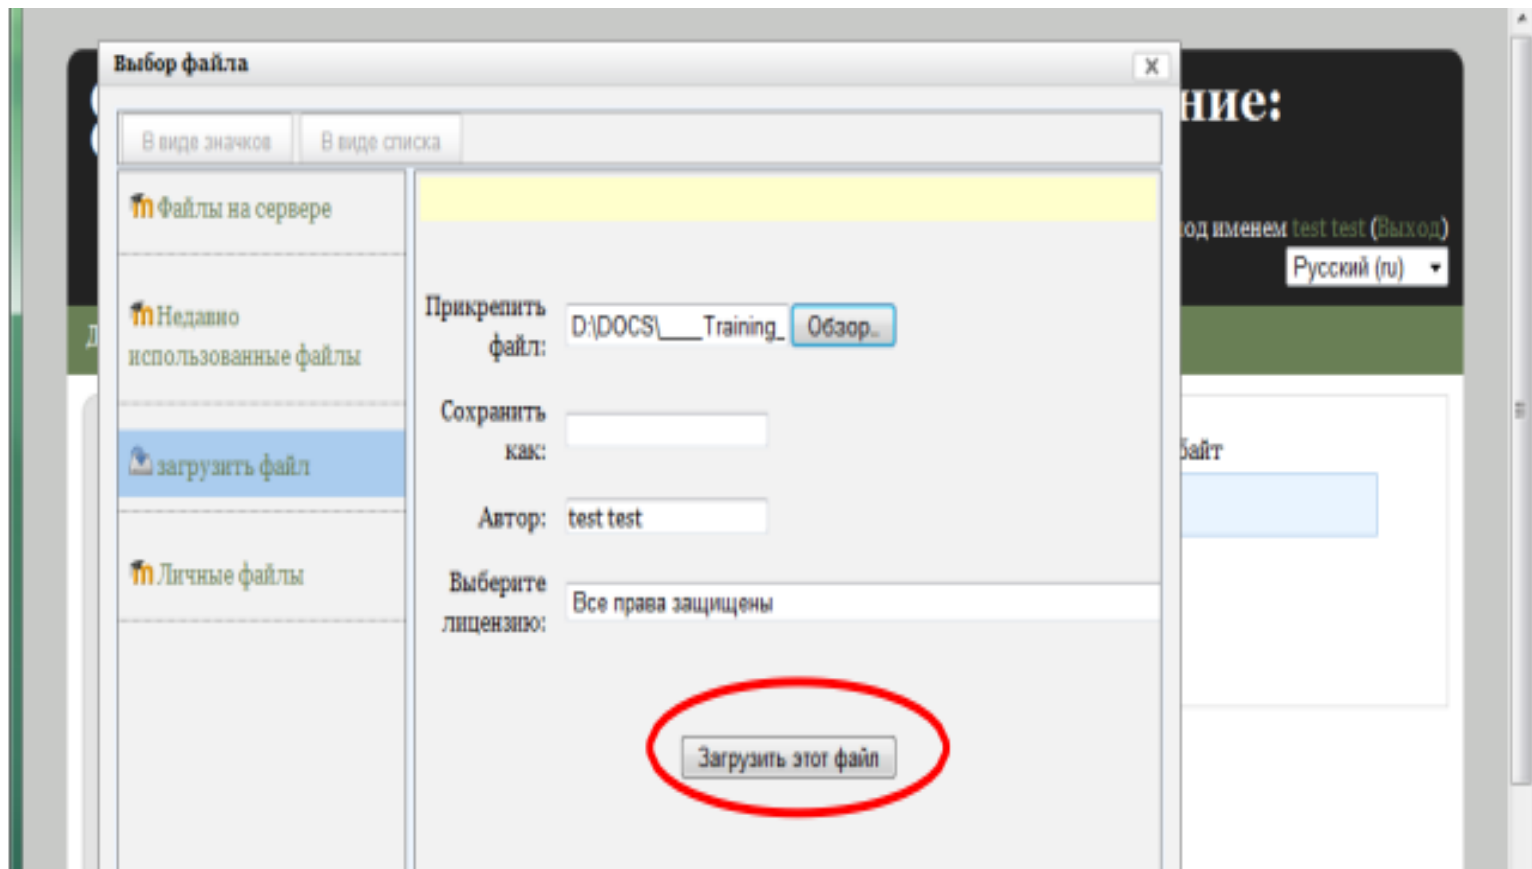 Выбор файла
X
ние:
В виде значков
В виде списка
Файлы на сервере
од именем test test (Выход)
Русский (ru)
Недавно
использованные файлы
Прикрепить
файл:
D:\DOCS\____Training_
Обзор..
Сохранить
как:
загрузить файл
байт
Автор:
test test
Личные файлы
Выберите
лицензию:
Все права защищены
Загрузить этот файл